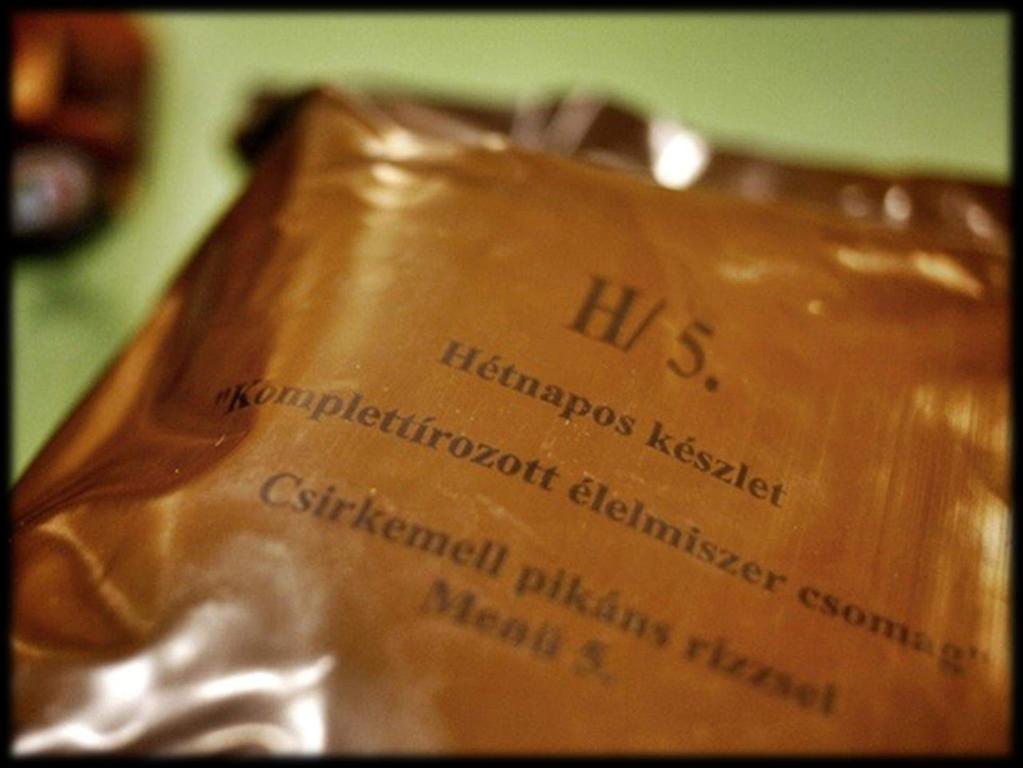 H/ 5.
Hétnapos készlet
"Komplettírozott élelmiszer csomag"
Csirkemell pikáns rizzsel
Menü 5.